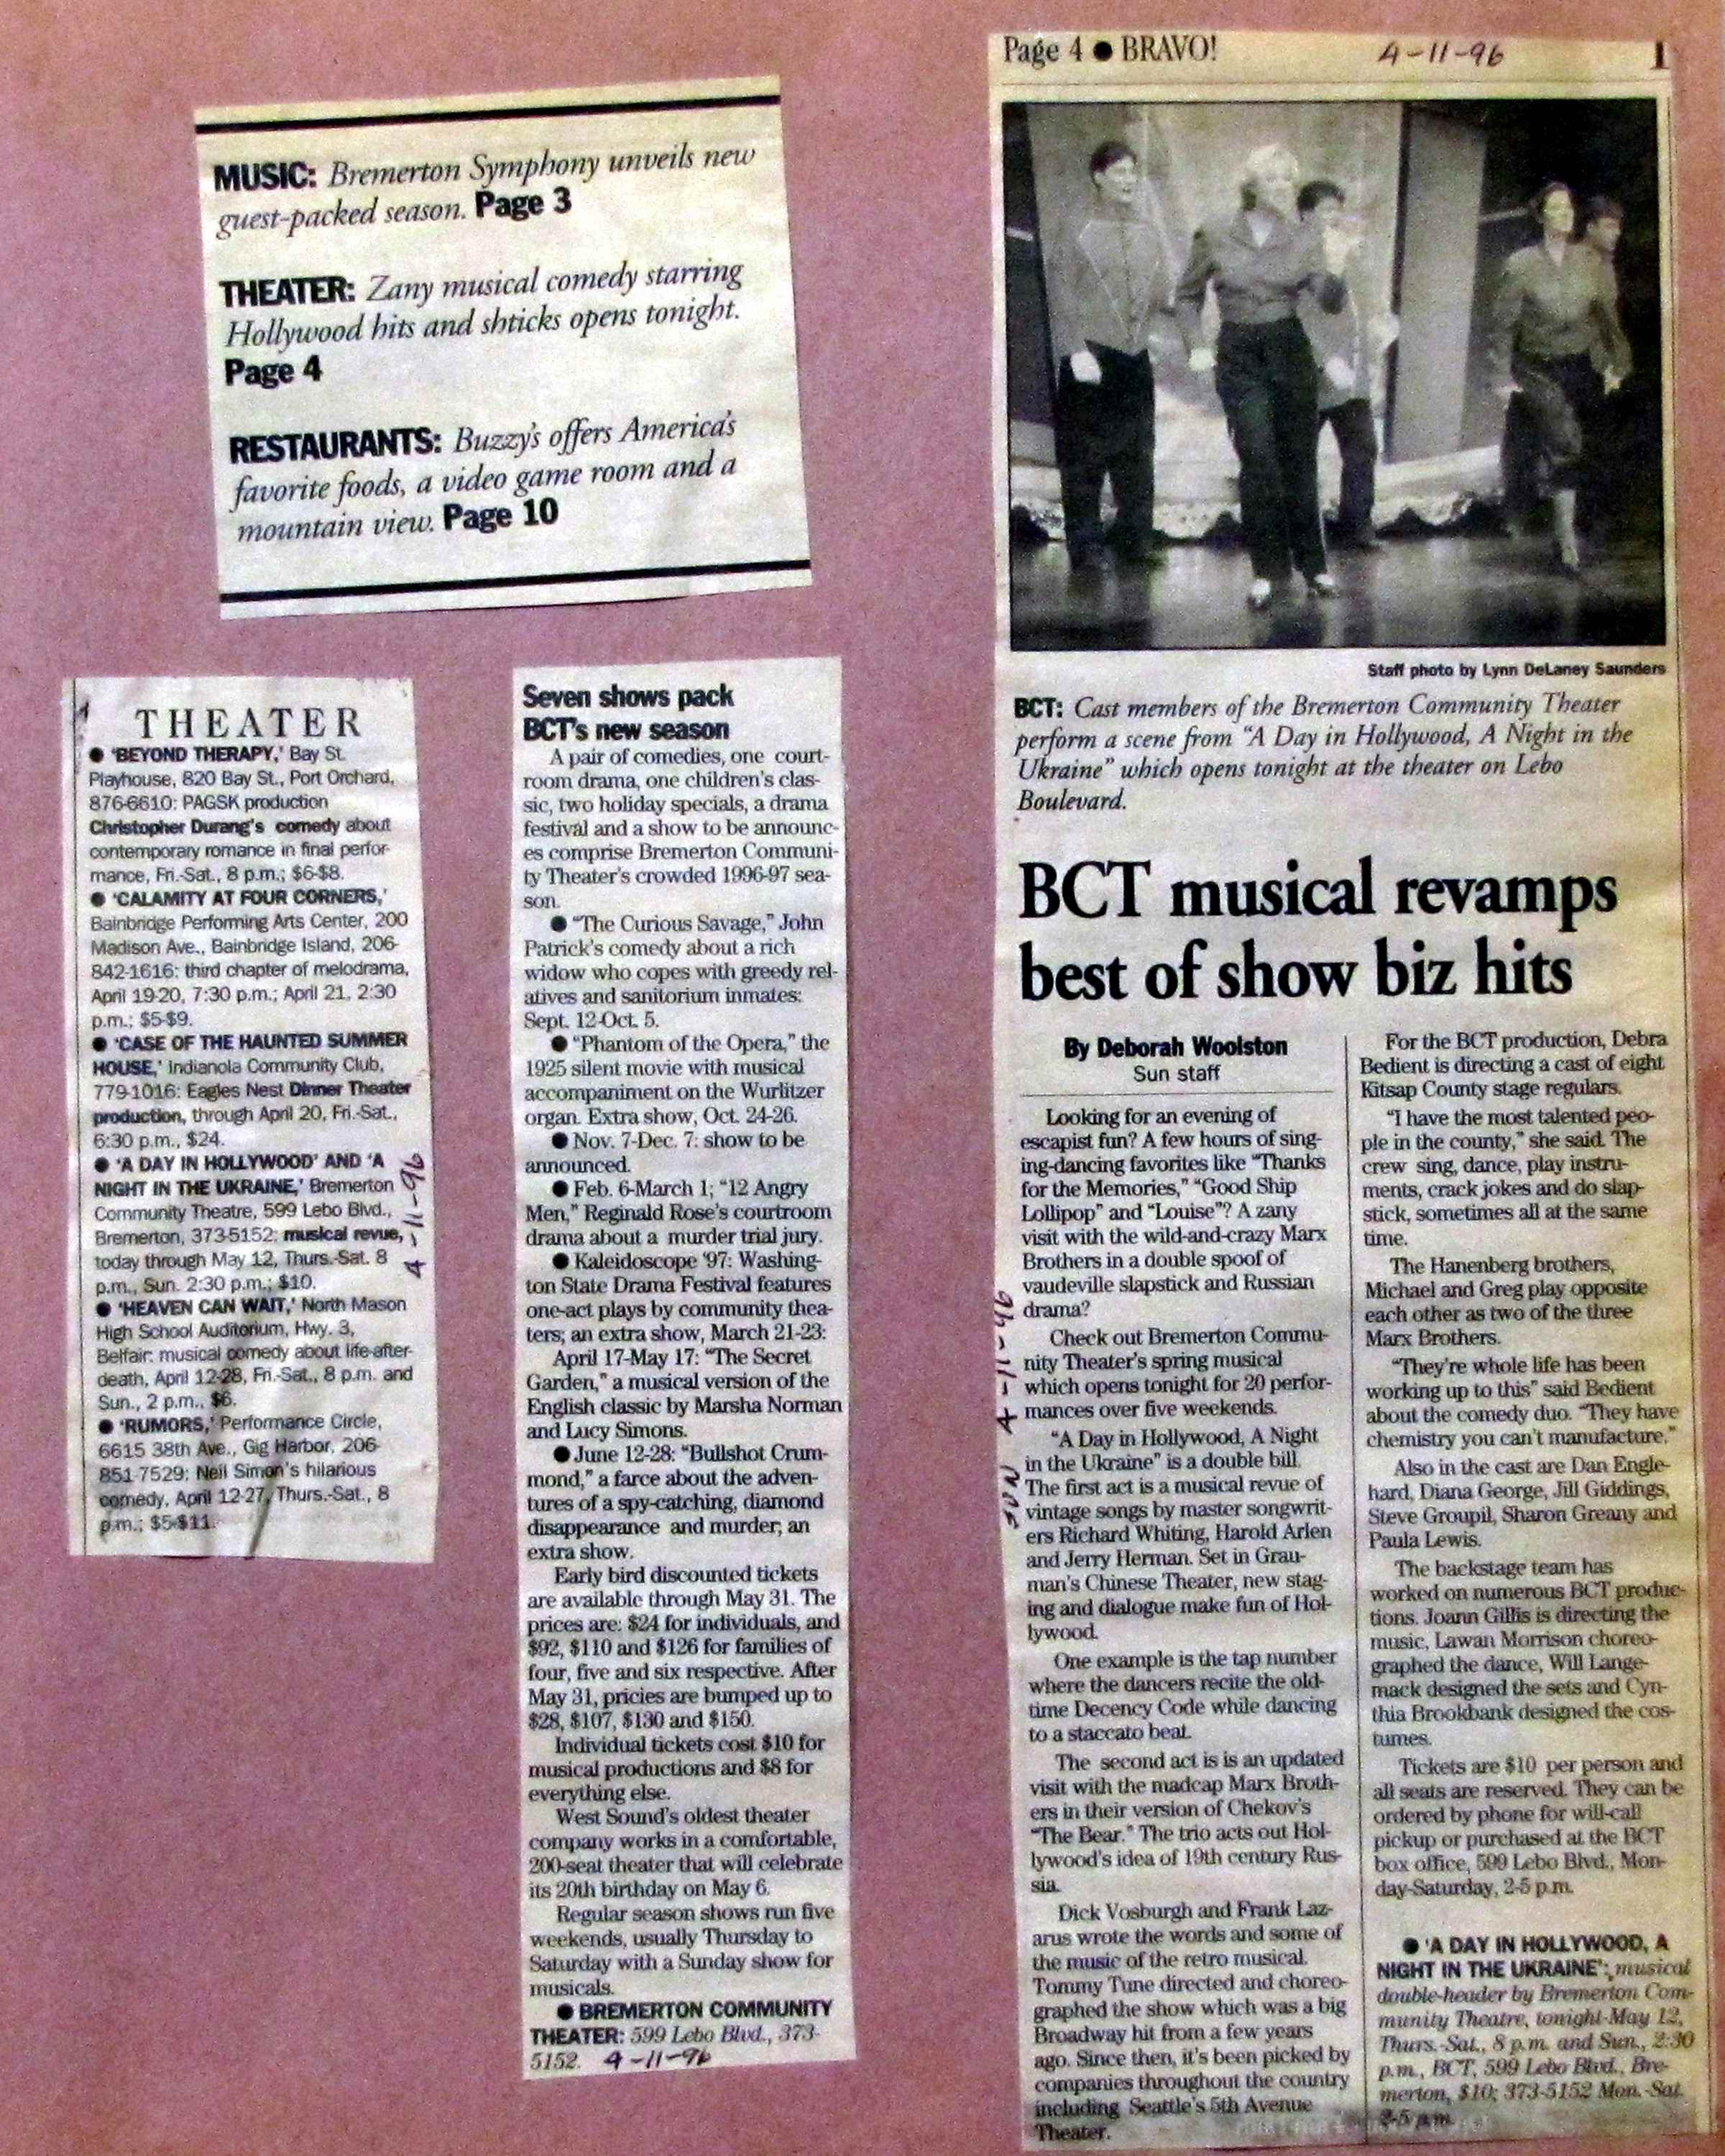 MUSIC: Bremerton Symphony unveils new
guest-packed season. Page 3
THEATER: Zany musical comedy starring
Hollywood hits and shticks opens tonight.
Page 4
RESTAURANTS: Buzzy's offers America's
favorite foods, a video game room and a
mountain view. Page 10
THEATER
● 'BEYOND THERAPY,' Bay St.
Playhouse, 820 Bay St., Port Orchard,
876-6610: PAGSK production
Christopher Durang's comedy about
contemporary romance in final perfor-
mance, Fri.-Sat., 8 p.m.; $6-$8.
● 'CALAMITY AT FOUR CORNERS,'
Bainbridge Performing Arts Center, 200
Madison Ave., Bainbridge Island, 206-
842-1616: third chapter of melodrama,
April 19-20, 7:30 p.m.; April 21, 2:30
p.m.; $5-$9.
● 'CASE OF THE HAUNTED SUMMER
HOUSE,' Indianola Community Club,
779-1016: Eagles Nest Dinner Theater
production, through April 20, Fri.-Sat.,
6:30 p.m., $24.
● 'A DAY IN HOLLYWOOD' AND 'A
NIGHT IN THE UKRAINE,' Bremerton
Community Theatre, 599 Lebo Blvd.,
Bremerton, 373-5152; musical revue,
today through May 12, Thurs.-Sat. 8
p.m., Sun. 2:30 p.m.; $10.
● 'HEAVEN CAN WAIT,' North Mason
High School Auditorium, Hwy. 3,
Belfair: musical comedy about life-after-
death, April 12-28, Fri.-Sat., 8 p.m. and
Sun., 2 p.m., $6.
● 'RUMORS,' Performance Circle,
6615 38th Ave., Gig Harbor, 206-
851-7529; Neil Simon's hilarious
comedy, April 12-27, Thurs.-Sat., 8
p.m.; $5-$11.
4-11-96
Seven shows pack
BCT's new season
A pair of comedies, one court-
room drama, one children's clas-
sic, two holiday specials, a drama
festival and a show to be announc-
es comprise Bremerton Communi-
ty Theater's crowded 1996-97 sea-
son.
● "The Curious Savage," John
Patrick's comedy about a rich
widow who copes with greedy rel-
atives and sanitorium inmates:
Sept. 12-Oct. 5.
● "Phantom of the Opera," the
1925 silent movie with musical
accompaniment on the Wurlitzer
organ. Extra show, Oct. 24-26.
● Nov. 7-Dec. 7: show to be
announced.
● Feb. 6-March 1; "12 Angry
Men," Reginald Rose's courtroom
drama about a murder trial jury.
● Kaleidoscope '97: Washing-
ton State Drama Festival features
one-act plays by community thea-
ters; an extra show, March 21-23:
April 17-May 17: "The Secret
Garden," a musical version of the
English classic by Marsha Norman
and Lucy Simons.
● June 12-28: "Bullshot Crum-
mond," a farce about the adven-
tures of a spy-catching, diamond
disappearance and murder; an
extra show.
Early bird discounted tickets
are available through May 31. The
prices are: $24 for individuals, and
$92, $110 and $126 for families of
four, five and six respective. After
May 31, pricies are bumped up to
$28, $107, $130 and $150.
Individual tickets cost $10 for
musical productions and $8 for
everything else.
West Sound's oldest theater
company works in a comfortable,
200-seat theater that will celebrate
its 20th birthday on May 6.
Regular season shows run five
weekends, usually Thursday to
Saturday with a Sunday show for
musicals.
● BREMERTON COMMUNITY
THEATER: 599 Lebo Blvd., 373-
5152. 4-11-96
Page 4 ● BRAVO! 4-11-96
Staff photo by Lynn DeLaney Saunders
BCT: Cast members of the Bremerton Community Theater
perform a scene from "A Day in Hollywood, A Night in the
Ukraine" which opens tonight at the theater on Lebo
Boulevard.
BCT musical revamps
best of show biz hits
By Deborah Woolston
Sun staff
Looking for an evening of
escapist fun? A few hours of sing-
ing-dancing favorites like "Thanks
for the Memories," "Good Ship
Lollipop" and "Louise"? A zany
visit with the wild-and-crazy Marx
Brothers in a double spoof of
vaudeville slapstick and Russian
drama?
Check out Bremerton Commu-
nity Theater's spring musical
which opens tonight for 20 perfor-
mances over five weekends.
"A Day in Hollywood, A Night
in the Ukraine" is a double bill.
The first act is a musical revue of
vintage songs by master songwrit-
ers Richard Whiting, Harold Arlen
and Jerry Herman. Set in Grau-
man's Chinese Theater, new stag-
ing and dialogue make fun of Hol-
lywood.
One example is the tap number
where the dancers recite the old-
time Decency Code while dancing
to a staccato beat.
The second act is is an updated
visit with the madcap Marx Broth-
ers in their version of Chekov's
"The Bear." The trio acts out Hol-
lywood's idea of 19th century Rus-
sia.
Dick Vosburgh and Frank Laz-
arus wrote the words and some of
the music of the retro musical.
Tommy Tune directed and choreo-
graphed the show which was a big
Broadway hit from a few years
ago. Since then, it's been picked by
companies throughout the country
including Seattle's 5th Avenue
Theater.
SUN 4-11-96
For the BCT production, Debra
Bedient is directing a cast of eight
Kitsap County stage regulars.
"I have the most talented peo-
ple in the county," she said. The
crew sing, dance, play instru-
ments, crack jokes and do slap-
stick, sometimes all at the same
time.
The Hanenberg brothers,
Michael and Greg play opposite
each other as two of the three
Marx Brothers.
"They're whole life has been
working up to this" said Bedient
about the comedy duo. "They have
chemistry you can't manufacture."
Also in the cast are Dan Engle-
hard, Diana George, Jill Giddings,
Steve Groupil, Sharon Greany and
Paula Lewis.
The backstage team has
worked on numerous BCT produc-
tions. Joann Gillis is directing the
music, Lawan Morrison choreo-
graphed the dance, Will Lange-
mack designed the sets and Cyn-
thia Brookbank designed the cos-
tumes.
Tickets are $10 per person and
all seats are reserved. They can be
ordered by phone for will-call
pickup or purchased at the BCT
box office, 599 Lebo Blvd., Mon-
day-Saturday, 2-5 p.m.
● 'A DAY IN HOLLYWOOD, A
NIGHT IN THE UKRAINE': musical
double-header by Bremerton Com-
munity Theatre, tonight-May 12,
Thurs.-Sat., 8 p.m. and Sun., 2:30
p.m., BCT, 599 Lebo Blvd., Bre-
merton, $10; 373-5152 Mon.-Sat.
2-5 p.m.